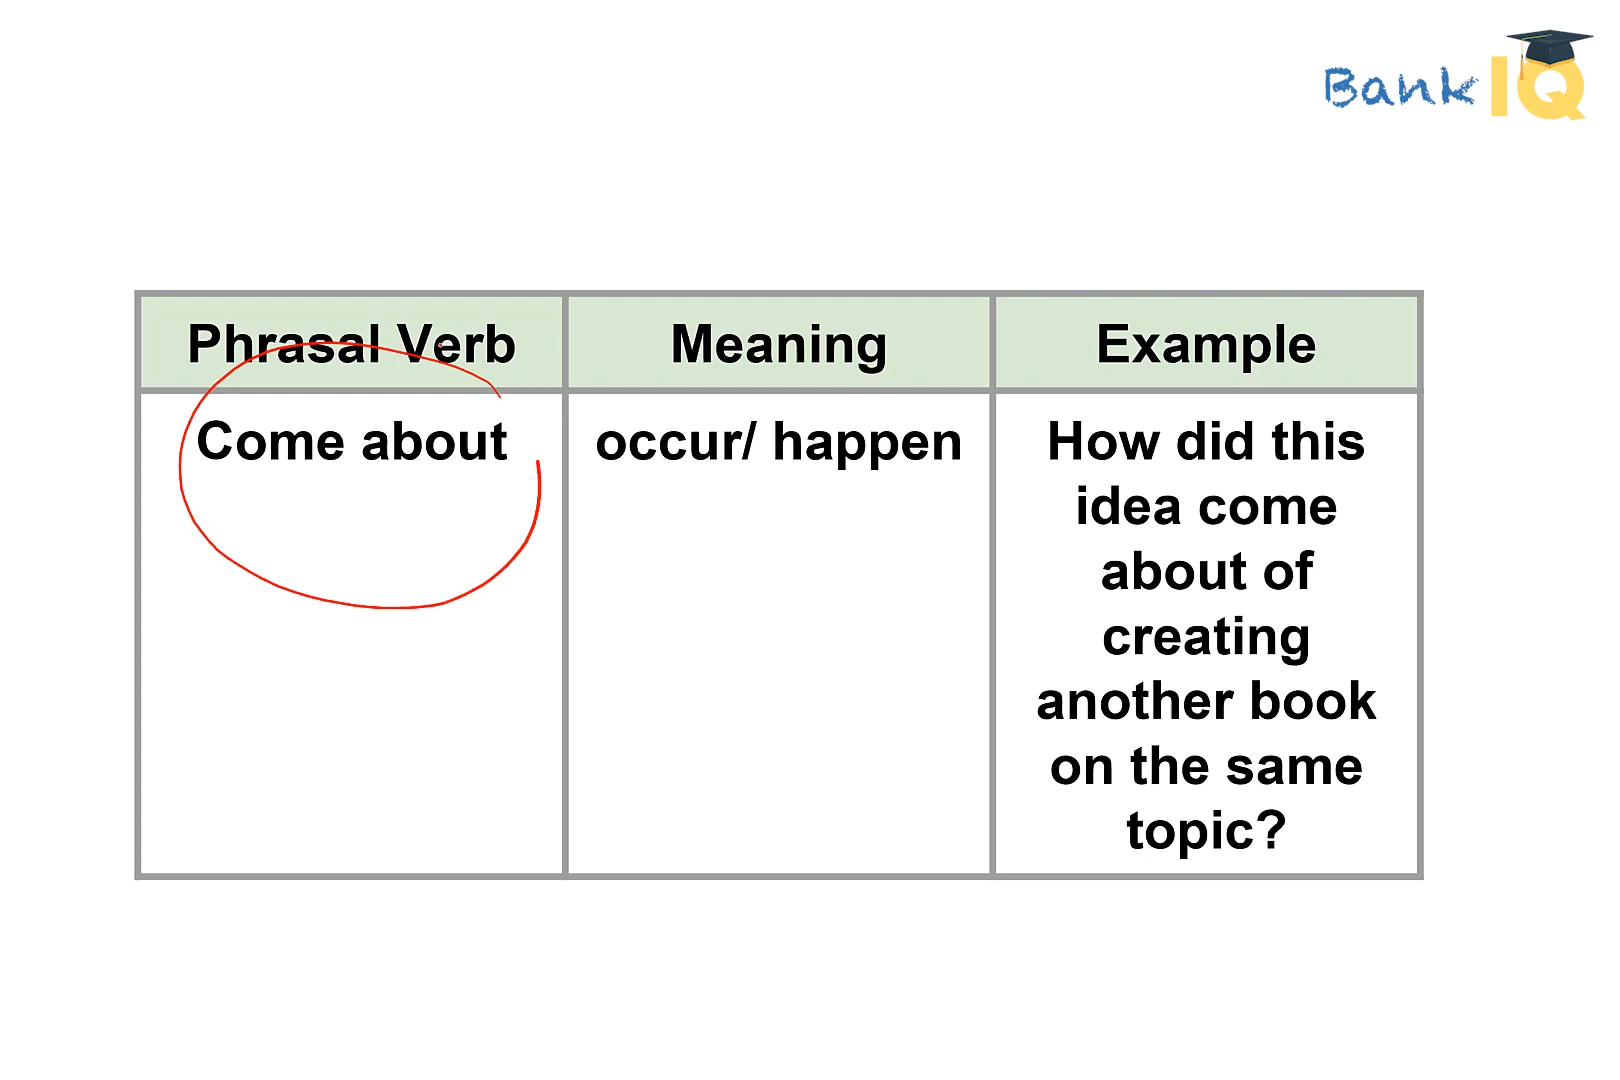 Bank IQ
Phrasal Verb
Meaning
Example
Come about
occur/ happen
How did this
idea come
about of
creating
another book
on the same
topic?